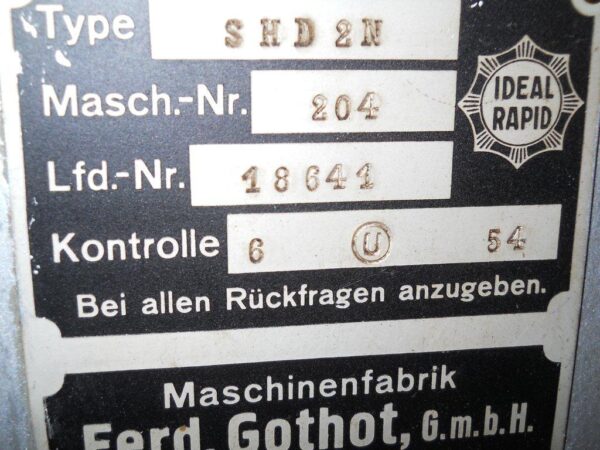 Type SHD2N
IDEAL
RAPID
Masch.-Nr. 204
Lfd.-Nr. 18641
Kontrolle 6 U 54
Bei allen Rückfragen anzugeben.
Maschinenfabrik
Ferd. Gothot, G.m.b.H.